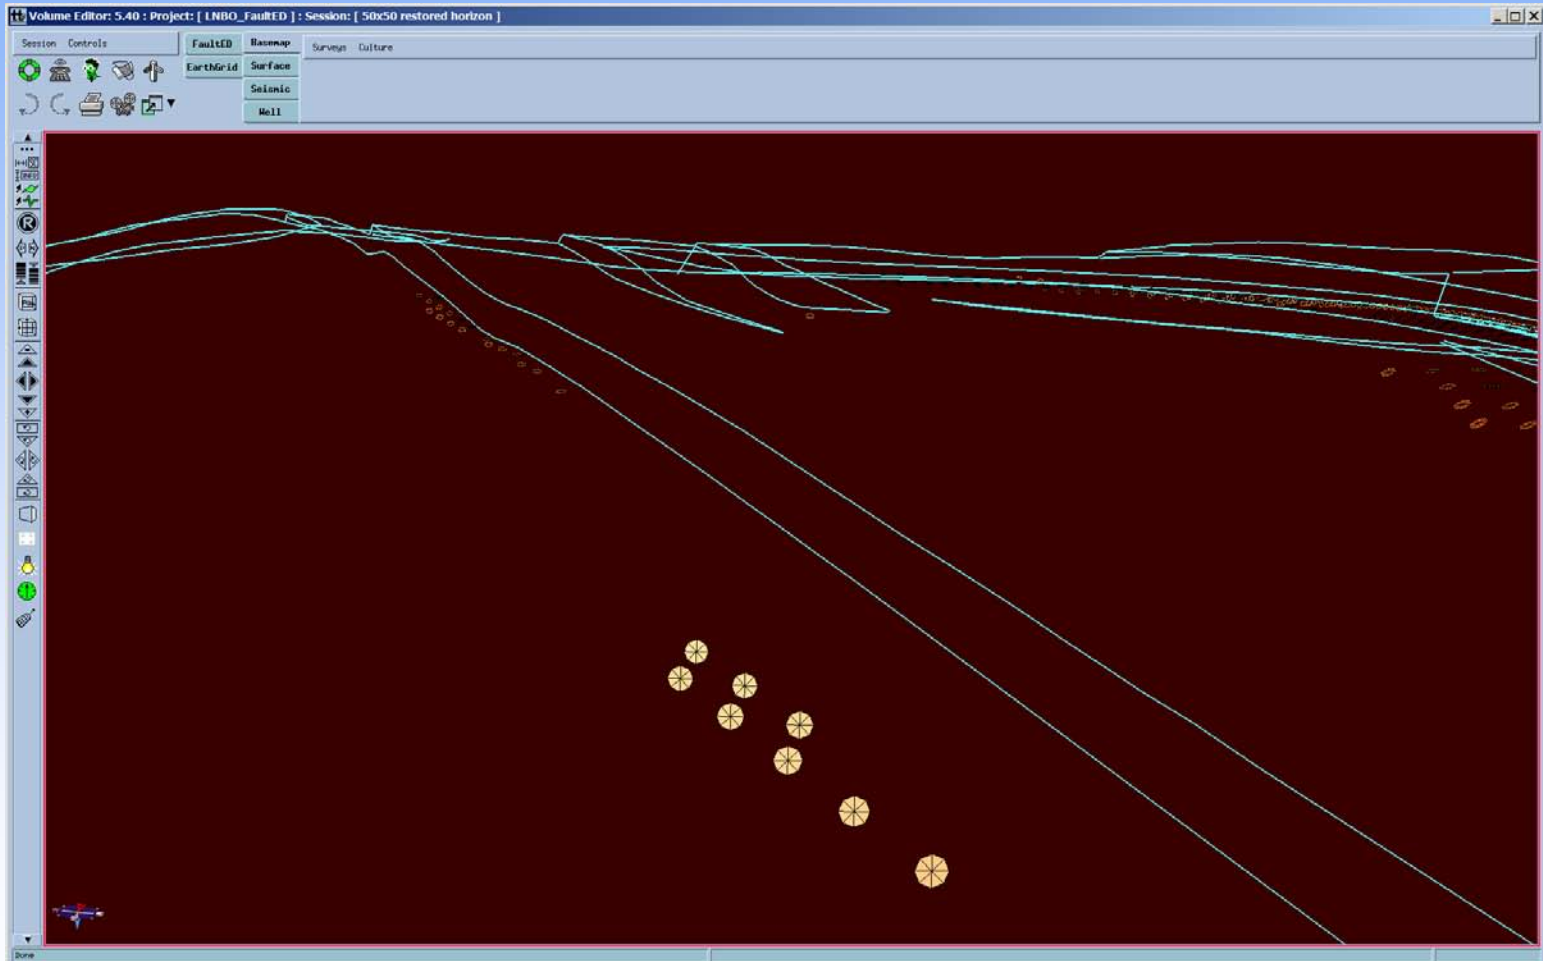 Volume Editor: 5.40 : Project: [ LNBO_FaultED ] : Session: [ 50x50 restored horizon ]
Session Controls
FaultED
Basemap
Surveys Culture
EarthGrid
Surface
Seismic
Well
INFO
R
Done